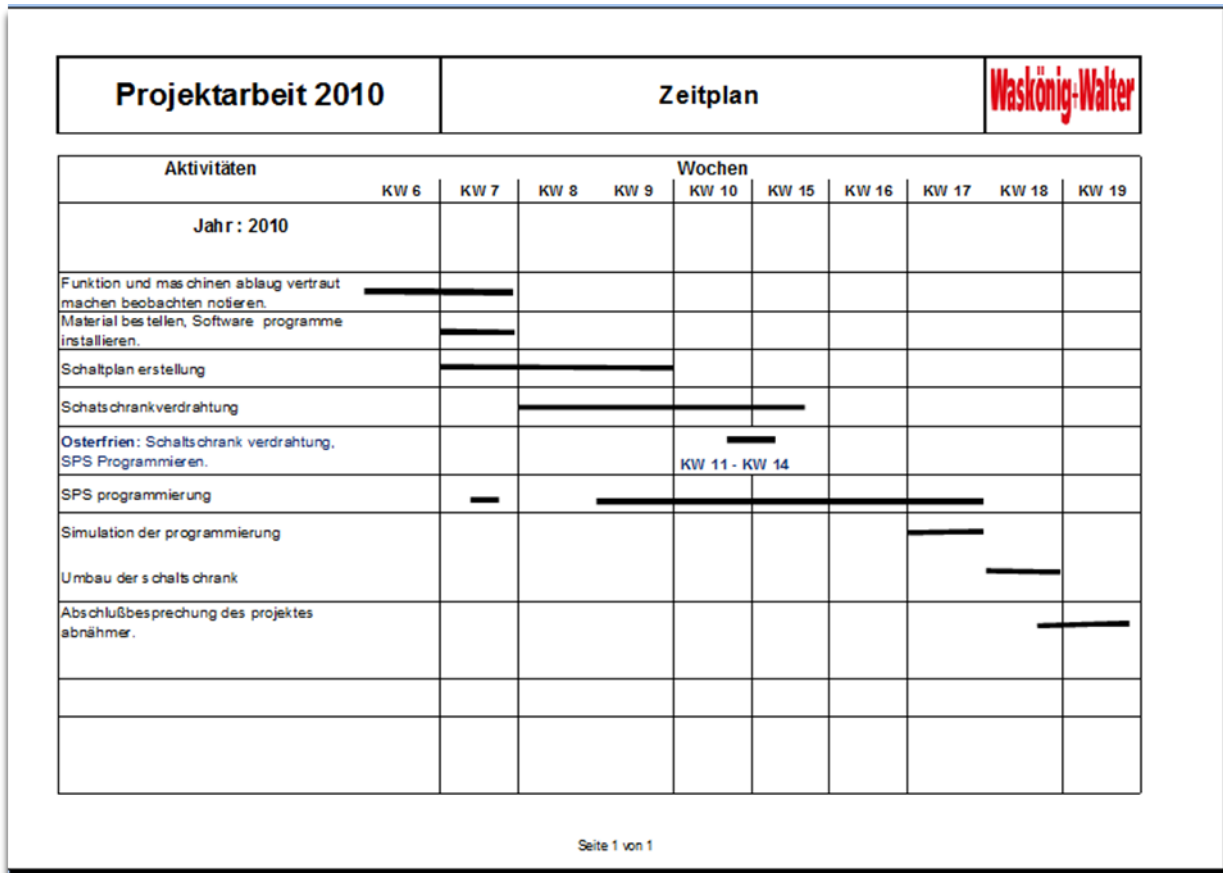 Projektarbeit 2010
Zeitplan
Waskönig+Walter
Aktivitäten
Wochen
KW 6 KW 7 KW 8 KW 9 KW 10 KW 15 KW 16 KW 17 KW 18 KW 19
Jahr : 2010
Funktion und maschinen ablaug vertraut
machen beobachten notieren.
Material bestellen, Software programme
installieren.
Schaltplan erstellung
Schatschrankverdrahtung
Osterfrien: Schaltschrank verdrahtung,
SPS Programmieren.
KW 11 - KW 14
SPS programmierung
Simulation der programmierung
Umbau der schaltschrank
Abschlußbesprechung des projektes
abnähmer.
Seite 1 von 1